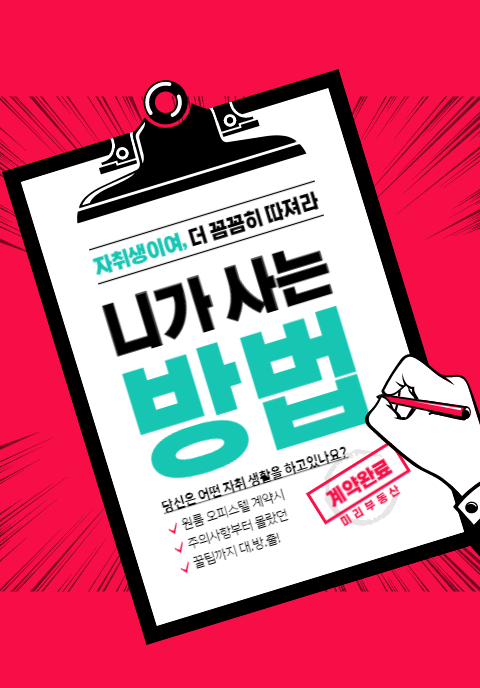 자취생이여, 더 꼼꼼히 따져라
니가 사는
방법
당신은 어떤 자취 생활을 하고있나요?
원룸 오피스텔 계약시
주의사항부터 몰랐던
꿀팁까지 대.방.출!
계약완료
미리부동산